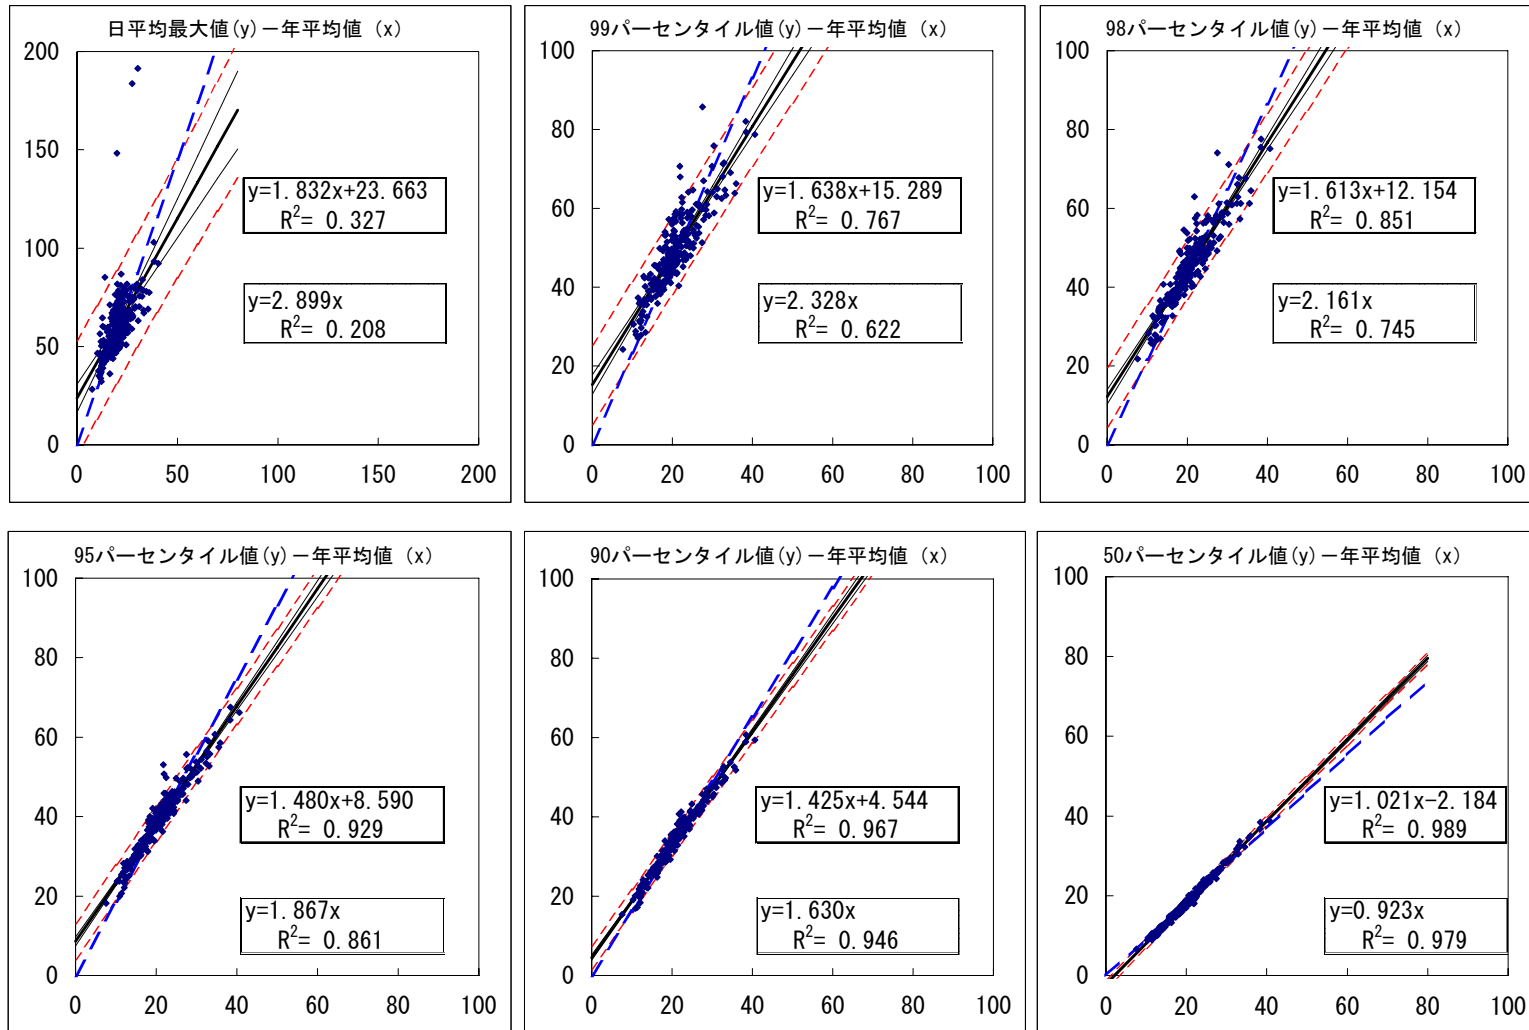 日平均最大値(y)－年平均値 (x)
200
150
100
50
0
0 50 100 150 200
y=1.832x+23.663
R²= 0.327
y=2.899x
R²= 0.208
99パーセンタイル値(y)－年平均値 (x)
100
80
60
40
20
0
0 20 40 60 80 100
y=1.638x+15.289
R²= 0.767
y=2.328x
R²= 0.622
98パーセンタイル値(y)－年平均値 (x)
100
80
60
40
20
0
0 20 40 60 80 100
y=1.613x+12.154
R²= 0.851
y=2.161x
R²= 0.745
95パーセンタイル値(y)－年平均値 (x)
100
80
60
40
20
0
0 20 40 60 80 100
y=1.480x+8.590
R²= 0.929
y=1.867x
R²= 0.861
90パーセンタイル値(y)－年平均値 (x)
100
80
60
40
20
0
0 20 40 60 80 100
y=1.425x+4.544
R²= 0.967
y=1.630x
R²= 0.946
50パーセンタイル値(y)－年平均値 (x)
100
80
60
40
20
0
0 20 40 60 80 100
y=1.021x−2.184
R²= 0.989
y=0.923x
R²= 0.979